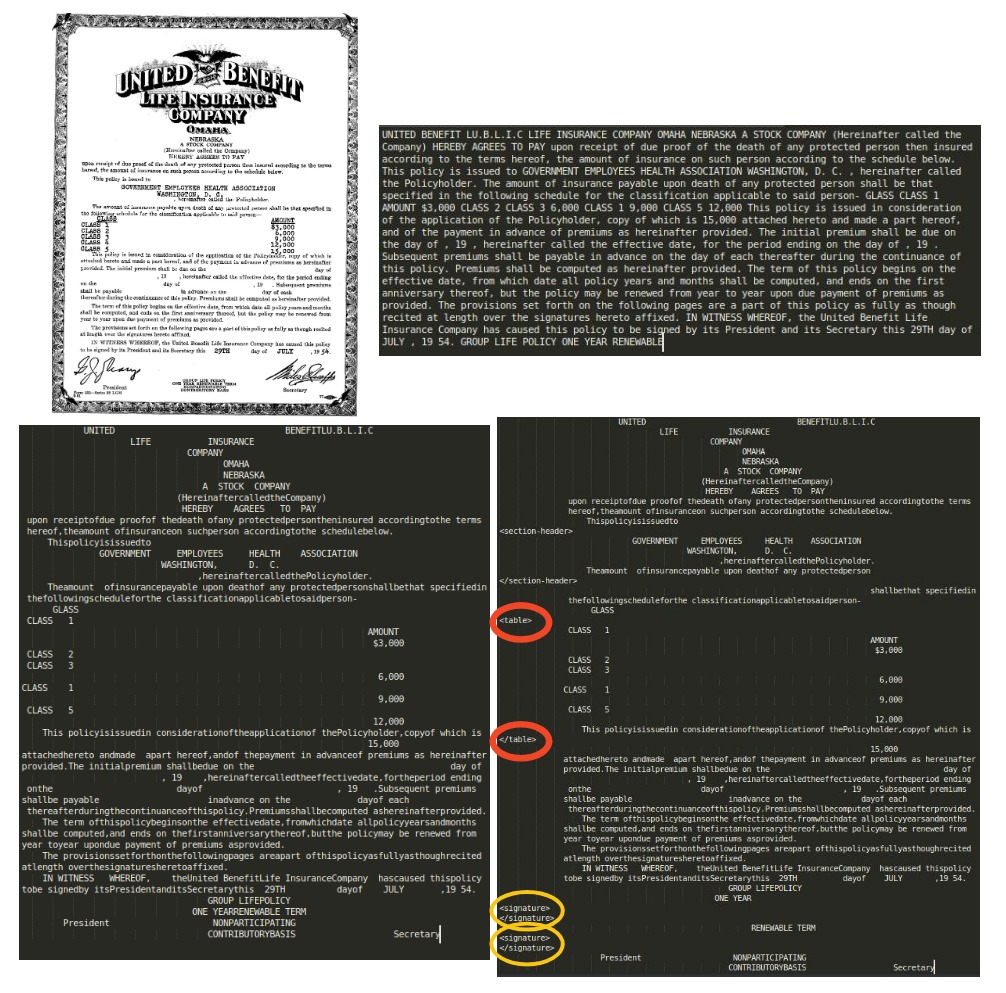 UNITED BENEFIT
LIFE INSURANCE
COMPANY
OMAHA
NEBRASKA
A STOCK COMPANY
(Hereinafter called the Company)
HEREBY AGREES TO PAY
upon receipt of due proof of the death of any protected person then insured according to the terms
hereof, the amount of insurance on such person according to the schedule below.
This policy is issued to
GOVERNMENT EMPLOYEES HEALTH ASSOCIATION
WASHINGTON, D. C.
, hereinafter called the Policyholder.
The amount of insurance payable upon death of any protected person shall be that specified in
the following schedule for the classification applicable to said person—
CLASS AMOUNT
CLASS 1 $3,000
CLASS 2 6,000
CLASS 3 9,000
CLASS 4 12,000
CLASS 5 15,000
This policy is issued in consideration of the application of the Policyholder, copy of which is
attached hereto and made a part hereof, and of the payment in advance of premiums as hereinafter
provided. The initial premium shall be due on the day of
, 19 , hereinafter called the effective date, for the period ending
on the day of , 19 . Subsequent premiums
shall be payable in advance on the day of each
thereafter during the continuance of this policy. Premiums shall be computed as hereinafter provided.
The term of this policy begins on the effective date, from which date all policy years and months
shall be computed, and ends on the first anniversary thereof, but the policy may be renewed from
year to year upon due payment of premiums as provided.
The provisions set forth on the following pages are a part of this policy as fully as though recited
at length over the signatures hereto affixed.
IN WITNESS WHEREOF, the United Benefit Life Insurance Company has caused this policy
to be signed by its President and its Secretary this 29TH day of JULY , 19 54.
President
GROUP LIFE POLICY
ONE YEAR RENEWABLE TERM
NONPARTICIPATING
CONTRIBUTORY BASIS
Secretary
UNITED BENEFIT LU.B.L.I.C LIFE INSURANCE COMPANY OMAHA NEBRASKA A STOCK COMPANY (Hereinafter called the
Company) HEREBY AGREES TO PAY upon receipt of due proof of the death of any protected person then insured
according to the terms hereof, the amount of insurance on such person according to the schedule below.
This policy is issued to GOVERNMENT EMPLOYEES HEALTH ASSOCIATION WASHINGTON, D. C. , hereinafter called
the Policyholder. The amount of insurance payable upon death of any protected person shall be that
specified in the following schedule for the classification applicable to said person- GLASS CLASS 1
AMOUNT $3,000 CLASS 2 CLASS 3 6,000 CLASS 1 9,000 CLASS 5 12,000 This policy is issued in consideration
of the application of the Policyholder, copy of which is 15,000 attached hereto and made a part hereof,
and of the payment in advance of premiums as hereinafter provided. The initial premium shall be due on
the day of , 19 , hereinafter called the effective date, for the period ending on the day of , 19 .
Subsequent premiums shall be payable in advance on the day of each thereafter during the continuance of
this policy. Premiums shall be computed as hereinafter provided. The term of this policy begins on the
effective date, from which date all policy years and months shall be computed, and ends on the first
anniversary thereof, but the policy may be renewed from year to year upon due payment of premiums as
provided. The provisions set forth on the following pages are a part of this policy as fully as though
recited at length over the signatures hereto affixed. IN WITNESS WHEREOF, the United Benefit Life
Insurance Company has caused this policy to be signed by its President and its Secretary this 29TH day of
JULY , 19 54. GROUP LIFE POLICY ONE YEAR RENEWABLE
UNITED BENEFITLU.B.L.I.C
LIFE INSURANCE
COMPANY
OMAHA
NEBRASKA
A STOCK COMPANY
(HereinaftercalledtheCompany)
HEREBY AGREES TO PAY
upon receiptofdue proofof thedeath ofany protectedpersontheninsured accordingtothe terms
hereof,theamount ofinsuranceon suchperson accordingtothe schedulebelow.
Thispolicyisissuedto
GOVERNMENT EMPLOYEES HEALTH ASSOCIATION
WASHINGTON, D. C.
,hereinaftercalledthePolicyholder.
Theamount ofinsurancepayable upon deathof any protectedperson shallbethat specifiedin
thefollowingscheduleforthe classificationapplicabletosaidperson-
GLASS
CLASS 1
AMOUNT
$3,000
CLASS 2
CLASS 3
6,000
CLASS 1
9,000
CLASS 5
12,000
This policyisissuedin considerationoftheapplicationof thePolicyholder,copyof which is
15,000
attachedhereto andmade apart hereof,andof thepayment in advanceof premiums as hereinafter
provided.The initialpremium shallbedue on the day of
, 19 ,hereinaftercalledtheeffectivedate,fortheperiod ending
onthe dayof , 19 .Subsequent premiums
shallbe payable inadvance on the dayof each
thereafterduringthecontinuanceofthispolicy.Premiumsshallbecomputed ashereinafterprovided.
The term ofthispolicybeginson the effectivedate,fromwhichdate allpolicyyearsandmonths
shallbe computed,and ends on thefirstanniversarythereof,butthe policymay be renewed from
year toyear upondue payment of premiums asprovided.
The provisionssetforthonthefollowingpages areapart ofthispolicyasfullyasthoughrecited
atlength overthesignaturesheretoaffixed.
IN WITNESS WHEREOF, theUnited BenefitLife InsuranceCompany hascaused thispolicy
tobe signedby itsPresidentanditsSecretarythis 29TH dayof JULY ,19 54.
GROUP LIFEPOLICY
ONE YEARRENEWABLE TERM
President NONPARTICIPATING
CONTRIBUTORYBASIS Secretary
UNITED BENEFITLU.B.L.I.C
LIFE INSURANCE
COMPANY
OMAHA
NEBRASKA
A STOCK COMPANY
(HereinaftercalledtheCompany)
HEREBY AGREES TO PAY
upon receiptofdue proofof thedeath ofany protectedpersontheninsured accordingtothe terms
hereof,theamount ofinsuranceon suchperson accordingtothe schedulebelow.
Thispolicyisissuedto
<section-header>
GOVERNMENT EMPLOYEES HEALTH ASSOCIATION
WASHINGTON, D. C.
,hereinaftercalledthePolicyholder.
Theamount ofinsurancepayable upon deathof any protectedperson
</section-header>
shallbethat specifiedin
thefollowingscheduleforthe classificationapplicabletosaidperson-
GLASS
<table>
CLASS 1
AMOUNT
$3,000
CLASS 2
CLASS 3
6,000
CLASS 1
9,000
CLASS 5
12.000
This policyisissuedin considerationoftheapplicationof thePolicyholder,copyof which is
</table>
15,000
attachedhereto andmade apart hereof,andof thepayment in advanceof premiums as hereinafter
provided.The initialpremium shallbedue on the day of
, 19 ,hereinaftercalledtheeffectivedate,fortheperiod ending
onthe dayof , 19 .Subsequent premiums
shallbe payable inadvance on the dayof each
thereafterduringthecontinuanceofthispolicy.Premiumsshallbecomputed ashereinafterprovided.
The term ofthispolicybeginson the effectivedate,fromwhichdate allpolicyyearsandmonths
shallbe computed,and ends on thefirstanniversarythereof,butthe policymay be renewed from
year toyear upondue payment of premiums asprovided.
The provisionssetforthonthefollowingpages areapart ofthispolicyasfullyasthoughrecited
atlength overthesignaturesheretoaffixed.
IN WITNESS WHEREOF, theUnited BenefitLife InsuranceCompany hascaused thispolicy
tobe signedby itsPresidentanditsSecretarythis 29TH dayof JULY ,19 54.
GROUP LIFEPOLICY
ONE YEAR
<signature>
</signature>
RENEWABLE TERM
<signature>
</signature>
President NONPARTICIPATING
CONTRIBUTORYBASIS Secretary